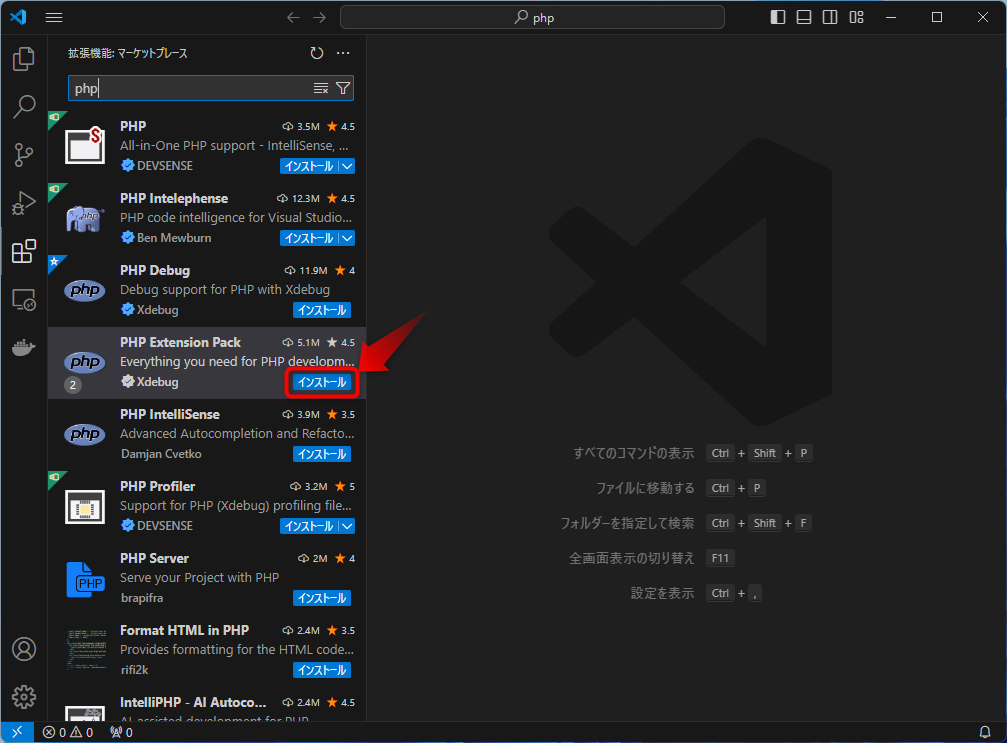 php
拡張機能: マーケットプレース
php
PHP 3.5M 4.5
All-in-One PHP support - IntelliSense, ...
DEVSENSE インストール
PHP Intelephense 12.3M 4.5
PHP code intelligence for Visual Studio...
Ben Mewburn インストール
PHP Debug 11.9M 4
Debug support for PHP with Xdebug
php
Xdebug インストール
PHP Extension Pack 5.1M 4.5
Everything you need for PHP developm...
php
2 Xdebug インストール
PHP IntelliSense 3.9M 3.5
Advanced Autocompletion and Refacto...
php
Damjan Cvetko インストール
PHP Profiler 3.2M 5
Support for PHP (Xdebug) profiling file...
DEVSENSE インストール
PHP Server 2M 4
Serve your Project with PHP
PHP
brapifra インストール
Format HTML in PHP 2.4M 3.5
Provides formatting for the HTML code...
rifi2k インストール
IntelliPHP - AI Autoco... 2.4M 4.5
AI-assisted development for PHP
すべてのコマンドの表示 Ctrl + Shift + P
ファイルに移動する Ctrl + P
フォルダーを指定して検索 Ctrl + Shift + F
全画面表示の切り替え F11
設定を表示 Ctrl + ,
0 0 0